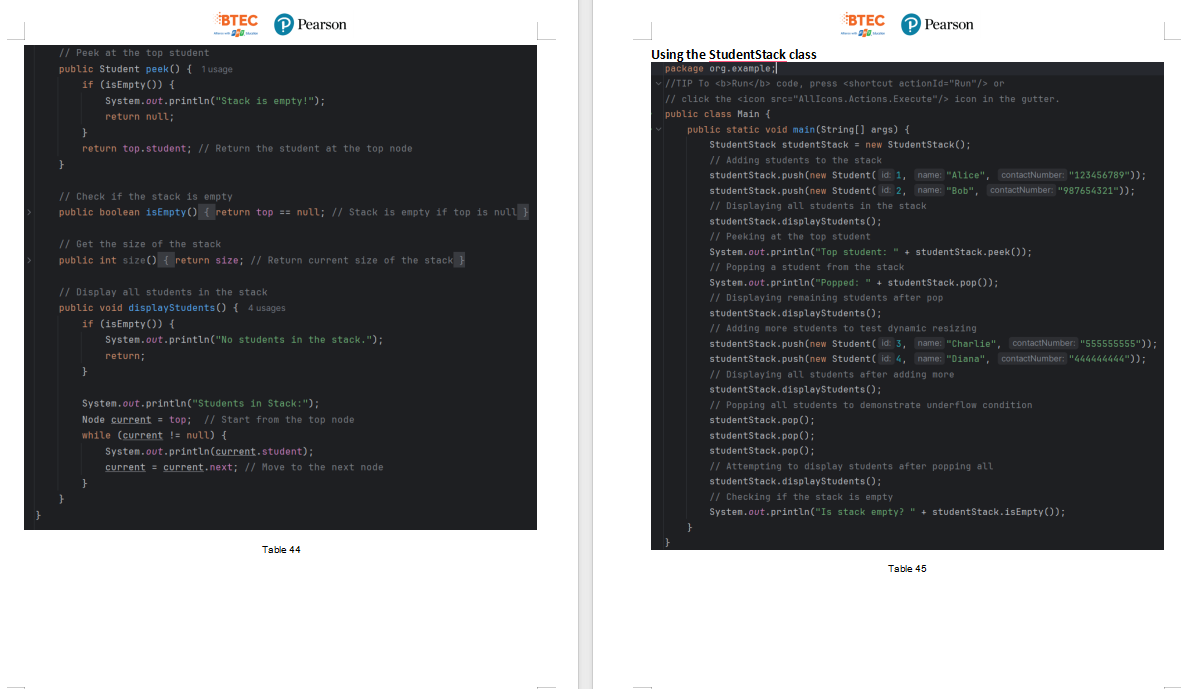 BTEC
Pearson
// Peek at the top student
public Student peek() { 1 usage
if (isEmpty()) {
System.out.println("Stack is empty!");
return null;
}
return top.student; // Return the student at the top node
}
// Check if the stack is empty
public boolean isEmpty() { return top == null; // Stack is empty if top is null }
// Get the size of the stack
public int size() { return size; // Return current size of the stack }
// Display all students in the stack
public void displayStudents() { 4 usages
if (isEmpty()) {
System.out.println("No students in the stack.");
return;
}
System.out.println("Students in Stack:");
Node current = top; // Start from the top node
while (current != null) {
System.out.println(current.student);
current = current.next; // Move to the next node
}
}
}
Table 44
BTEC
Pearson
Using the StudentStack class
package org.example;
//TIP To <b>Run</b> code, press <shortcut actionId="Run"/> or
// click the <icon src="AllIcons.Actions.Execute"/> icon in the gutter.
public class Main {
public static void main(String[] args) {
StudentStack studentStack = new StudentStack();
// Adding students to the stack
studentStack.push(new Student( id: 1, name: "Alice", contactNumber: "123456789"));
studentStack.push(new Student( id: 2, name: "Bob", contactNumber: "987654321"));
// Displaying all students in the stack
studentStack.displayStudents();
// Peeking at the top student
System.out.println("Top student: " + studentStack.peek());
// Popping a student from the stack
System.out.println("Popped: " + studentStack.pop());
// Displaying remaining students after pop
studentStack.displayStudents();
// Adding more students to test dynamic resizing
studentStack.push(new Student( id: 3, name: "Charlie", contactNumber: "555555555"));
studentStack.push(new Student( id: 4, name: "Diana", contactNumber: "444444444"));
// Displaying all students after adding more
studentStack.displayStudents();
// Popping all students to demonstrate underflow condition
studentStack.pop();
studentStack.pop();
studentStack.pop();
// Attempting to display students after popping all
studentStack.displayStudents();
// Checking if the stack is empty
System.out.println("Is stack empty? " + studentStack.isEmpty());
}
}
Table 45